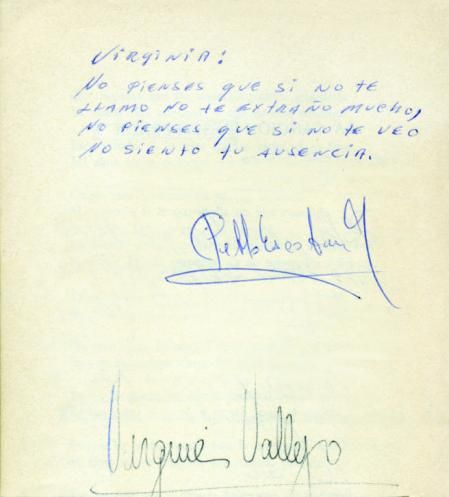 VIRGINIA:
NO PIENSES QUE SI NO TE
LLAMO NO TE EXTRAÑO MUCHO,
NO PIENSES QUE SI NO TE VEO
NO SIENTO TU AUSENCIA.
Virginia Vallejo